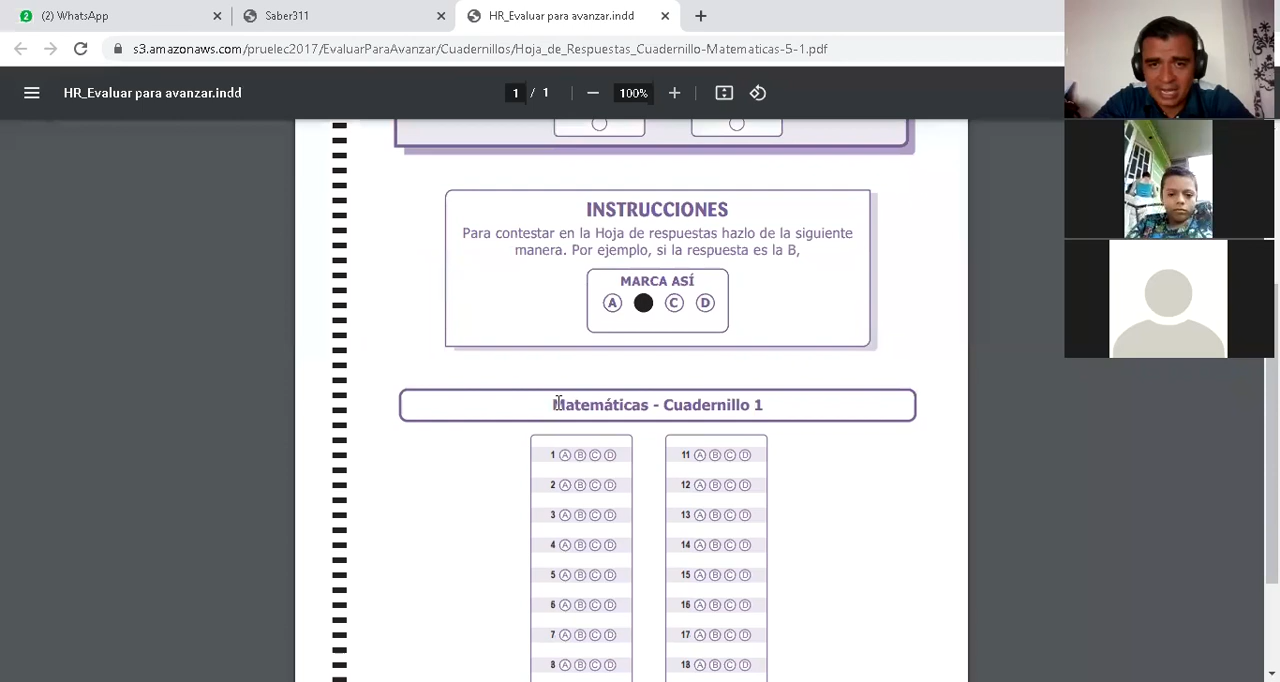 2 (2) WhatsApp
Saber311
HR_Evaluar para avanzar.indd
s3.amazonaws.com/pruelec2017/EvaluarParaAvanzar/Cuadernillos/Hoja_de_Respuestas_Cuadernillo-Matematicas-5-1.pdf
HR_Evaluar para avanzar.indd
1 / 1
100%
INSTRUCCIONES
Para contestar en la Hoja de respuestas hazlo de la siguiente
manera. Por ejemplo, si la respuesta es la B,
MARCA ASÍ
A C D
Matemáticas - Cuadernillo 1
1 A B C D
2 A B C D
3 A B C D
4 A B C D
5 A B C D
6 A B C D
7 A B C D
8 A B C D
11 A B C D
12 A B C D
13 A B C D
14 A B C D
15 A B C D
16 A B C D
17 A B C D
18 A B C D